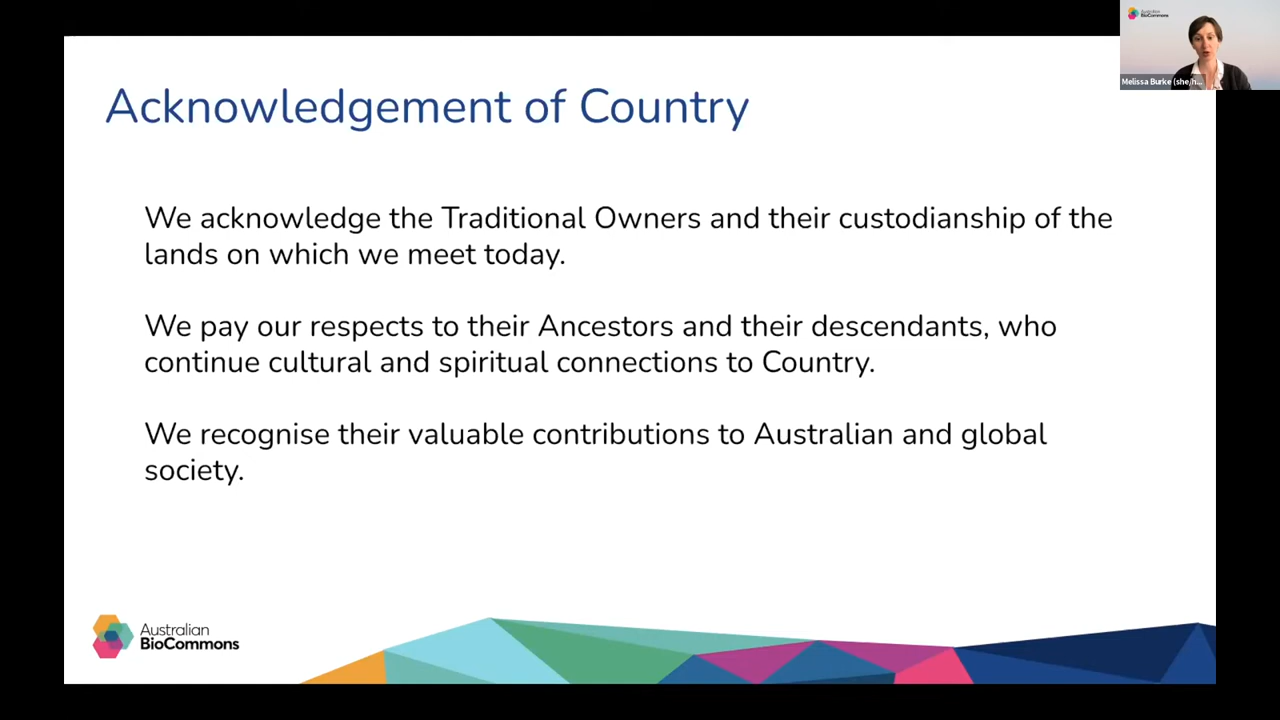 Australian
BioCommons
Melissa Burke (she/h...
Acknowledgement of Country
We acknowledge the Traditional Owners and their custodianship of the
lands on which we meet today.
We pay our respects to their Ancestors and their descendants, who
continue cultural and spiritual connections to Country.
We recognise their valuable contributions to Australian and global
society.
Australian
BioCommons